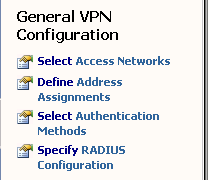 General VPN
Configuration
Select Access Networks
Define Address
Assignments
Select Authentication
Methods
Specify RADIUS
Configuration